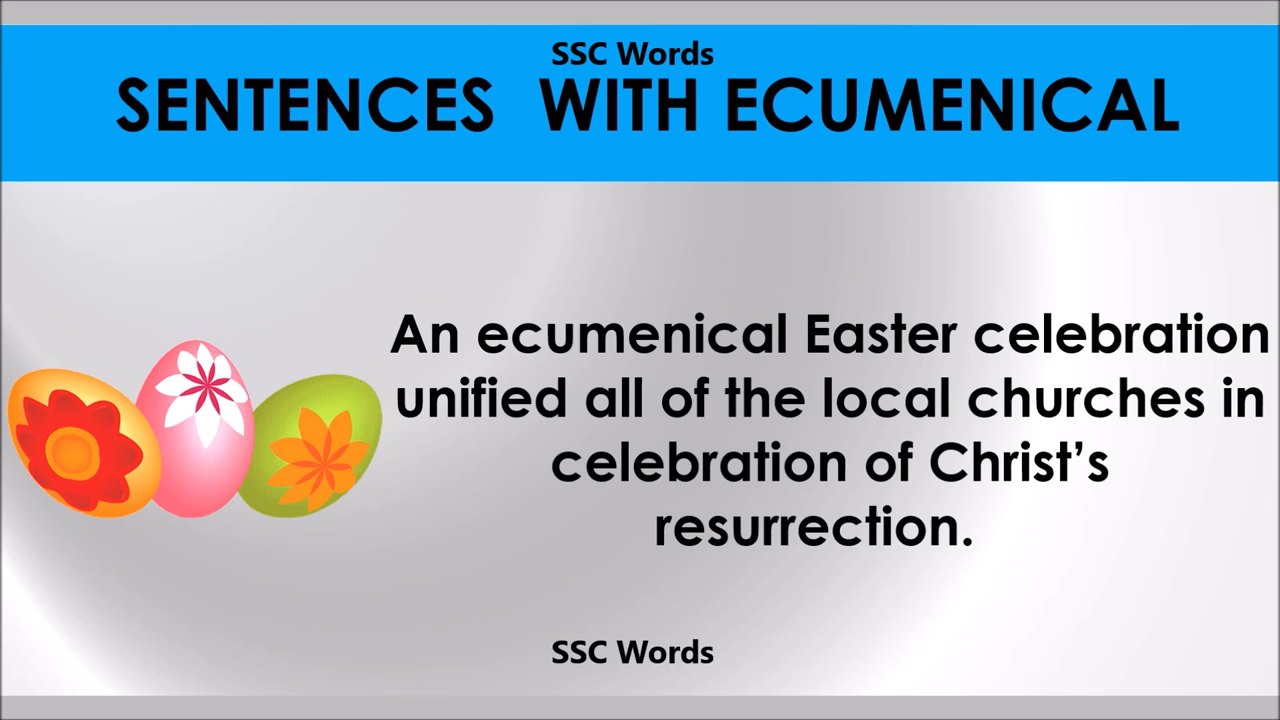 SSC Words
SENTENCES WITH ECUMENICAL
An ecumenical Easter celebration
unified all of the local churches in
celebration of Christ’s
resurrection.
SSC Words